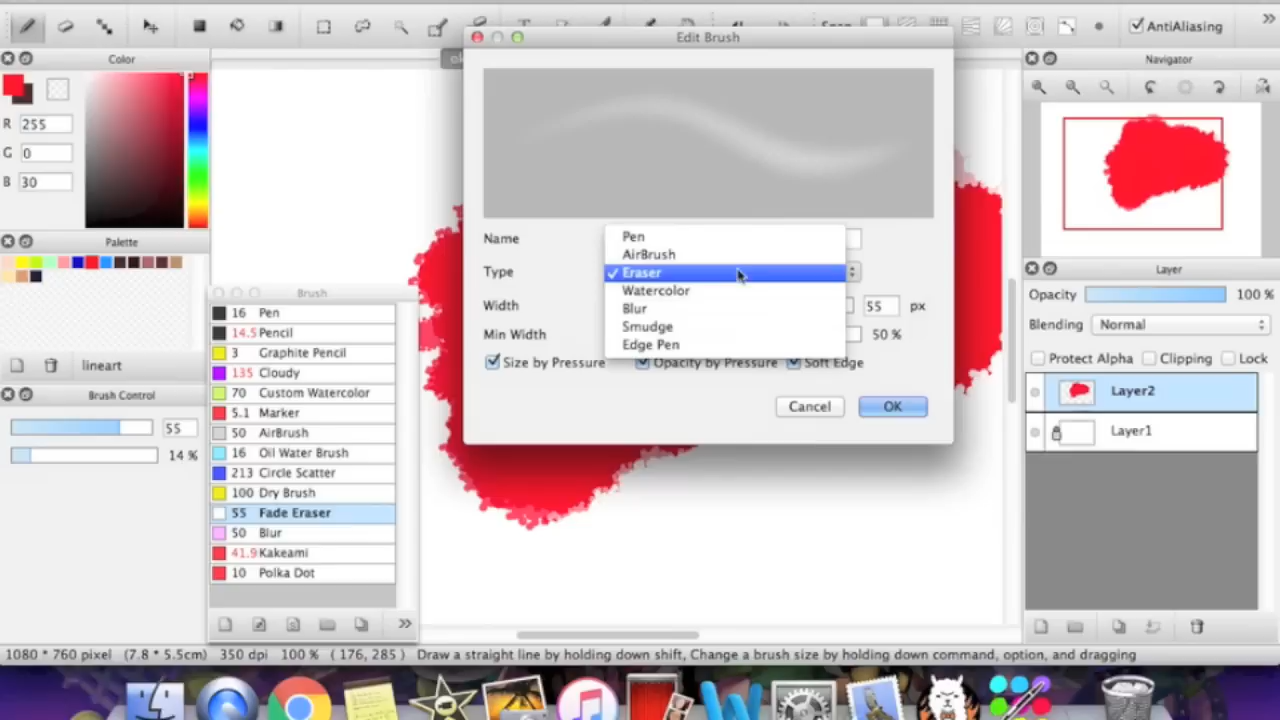 Edit Brush
Snap
AntiAliasing
»
Color
R 255
G 0
B 30
Palette
lineart
Brush Control
55
14 %
Brush
16 Pen
14.5 Pencil
3 Graphite Pencil
135 Cloudy
70 Custom Watercolor
5.1 Marker
50 AirBrush
16 Oil Water Brush
213 Circle Scatter
100 Dry Brush
55 Fade Eraser
50 Blur
41.9 Kakeami
10 Polka Dot
»
Name
Type
Width 55 px
Min Width 50 %
Pen
AirBrush
✓ Eraser
Watercolor
Blur
Smudge
Edge Pen
Size by Pressure Opacity by Pressure Soft Edge
Cancel OK
Navigator
Layer
Opacity 100 %
Blending Normal
Protect Alpha Clipping Lock
Layer2
Layer1
1080 * 760 pixel (7.8 * 5.5cm) 350 dpi 100 % ( 176, 285 ) Draw a straight line by holding down shift, Change a brush size by holding down command, option, and dragging